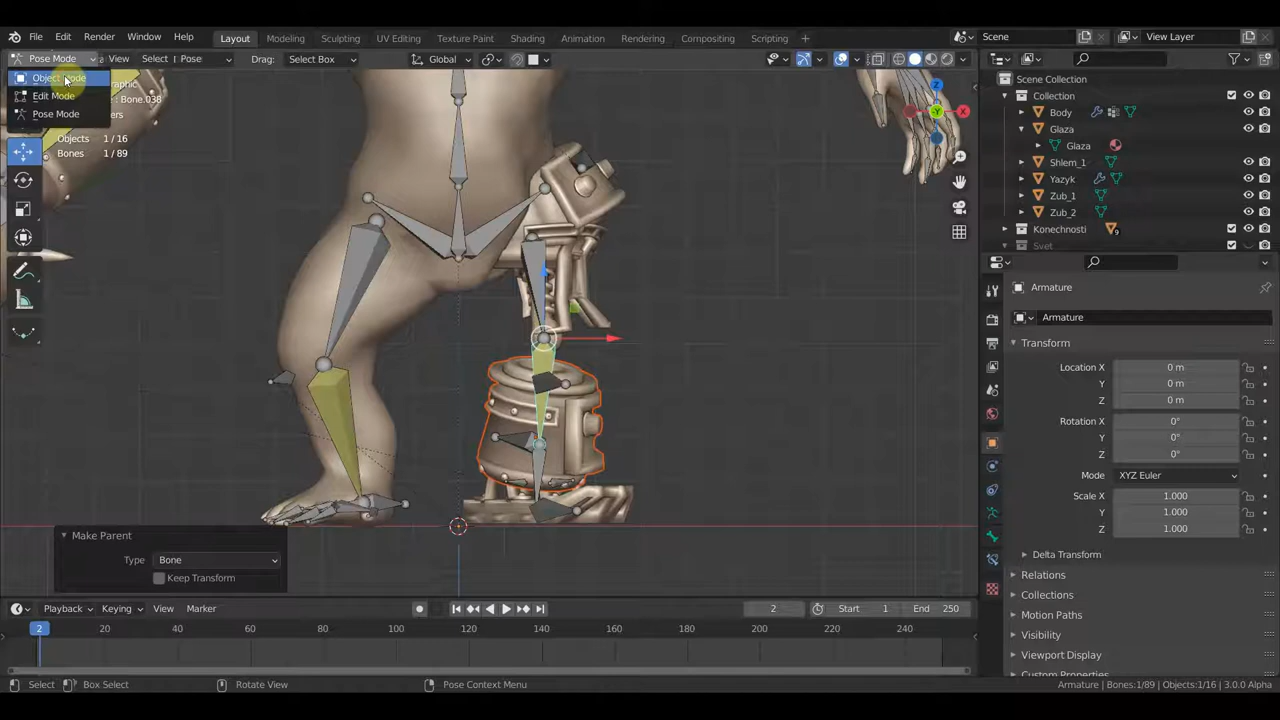 File Edit Render Window Help Layout Modeling Sculpting UV Editing Texture Paint Shading Animation Rendering Compositing Scripting + Scene View Layer
Pose Mode View Select Pose Drag: Select Box Global
Object Mode
Edit Mode
Pose Mode
: Bone.038
Objects 1/16
Bones 1/89
X
-Y
Z
Scene Collection
Collection
Body
Glaza
Glaza
Shlem_1
Yazyk
Zub_1
Zub_2
Konechnosti 9
Svet
Armature
Armature
Transform
Location X 0 m
Y 0 m
Z 0 m
Rotation X 0°
Y 0°
Z 0°
Mode XYZ Euler
Scale X 1.000
Y 1.000
Z 1.000
Delta Transform
Relations
Collections
Motion Paths
Visibility
Viewport Display
Custom Properties
Make Parent
Type Bone
Keep Transform
Playback Keying View Marker 2 Start 1 End 250
2 20 40 60 80 100 120 140 160 180 200 220 240
Select Box Select Rotate View Pose Context Menu Armature | Bones:1/89 | Objects:1/16 | 3.0.0 Alpha